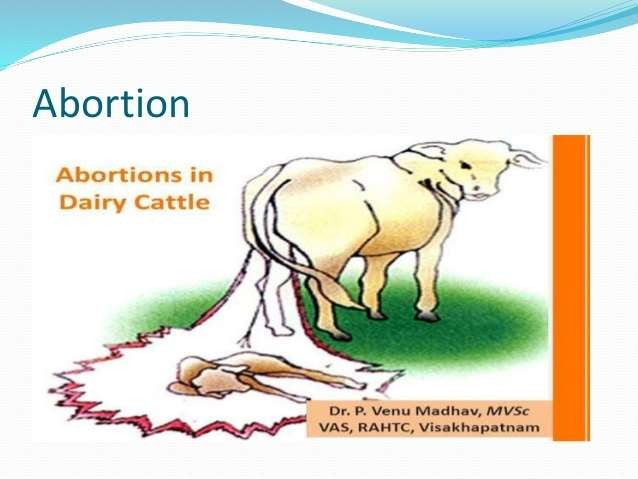 Abortion
Abortions in
Dairy Cattle
Dr. P. Venu Madhav, MVSc
VAS, RAHTC, Visakhapatnam